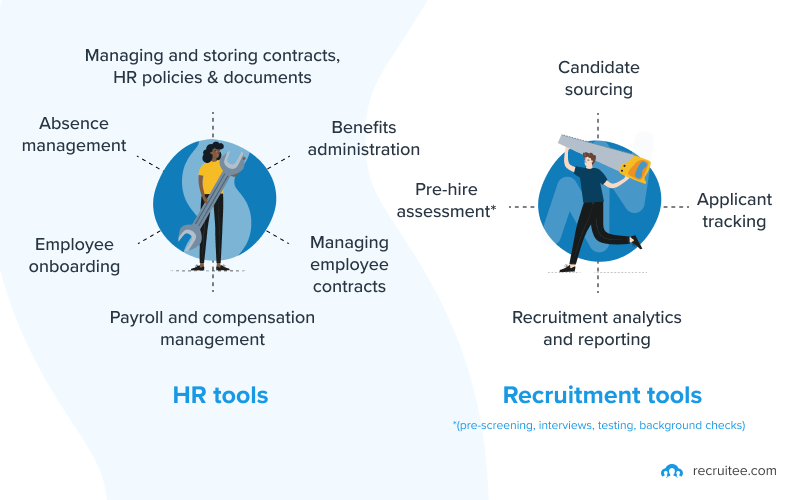 Managing and storing contracts,
HR policies & documents
Absence
management
Benefits
administration
Employee
onboarding
Managing
employee
contracts
Payroll and compensation
management
HR tools
Candidate
sourcing
Pre-hire
assessment*
Applicant
tracking
Recruitment analytics
and reporting
Recruitment tools
*(pre-screening, interviews, testing, background checks)
recruitee.com